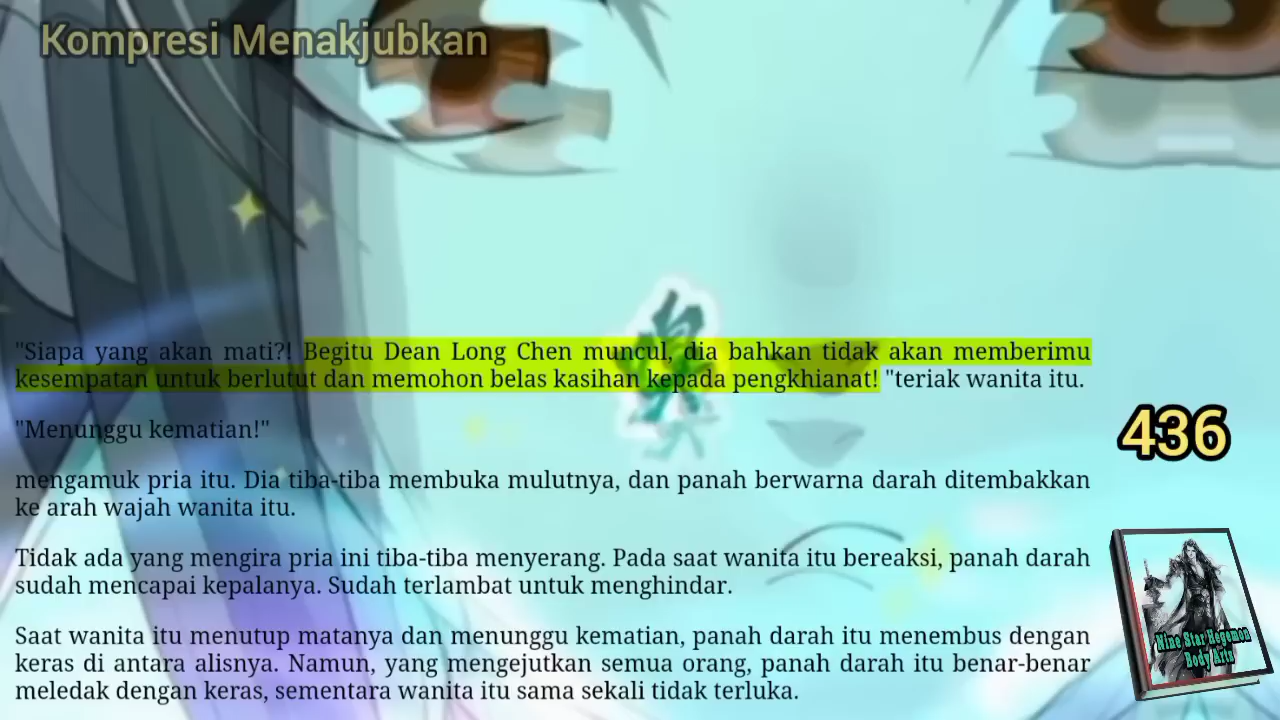 Kompresi Menakjubkan
"Siapa yang akan mati?! Begitu Dean Long Chen muncul, dia bahkan tidak akan memberimu
kesempatan untuk berlutut dan memohon belas kasihan kepada pengkhianat! "teriak wanita itu.
"Menunggu kematian!"
mengamuk pria itu. Dia tiba-tiba membuka mulutnya, dan panah berwarna darah ditembakkan
ke arah wajah wanita itu.
Tidak ada yang mengira pria ini tiba-tiba menyerang. Pada saat wanita itu bereaksi, panah darah
sudah mencapai kepalanya. Sudah terlambat untuk menghindar.
Saat wanita itu menutup matanya dan menunggu kematian, panah darah itu menembus dengan
keras di antara alisnya. Namun, yang mengejutkan semua orang, panah darah itu benar-benar
meledak dengan keras, sementara wanita itu sama sekali tidak terluka.
436
Nine Star Hegemon
Body Arts